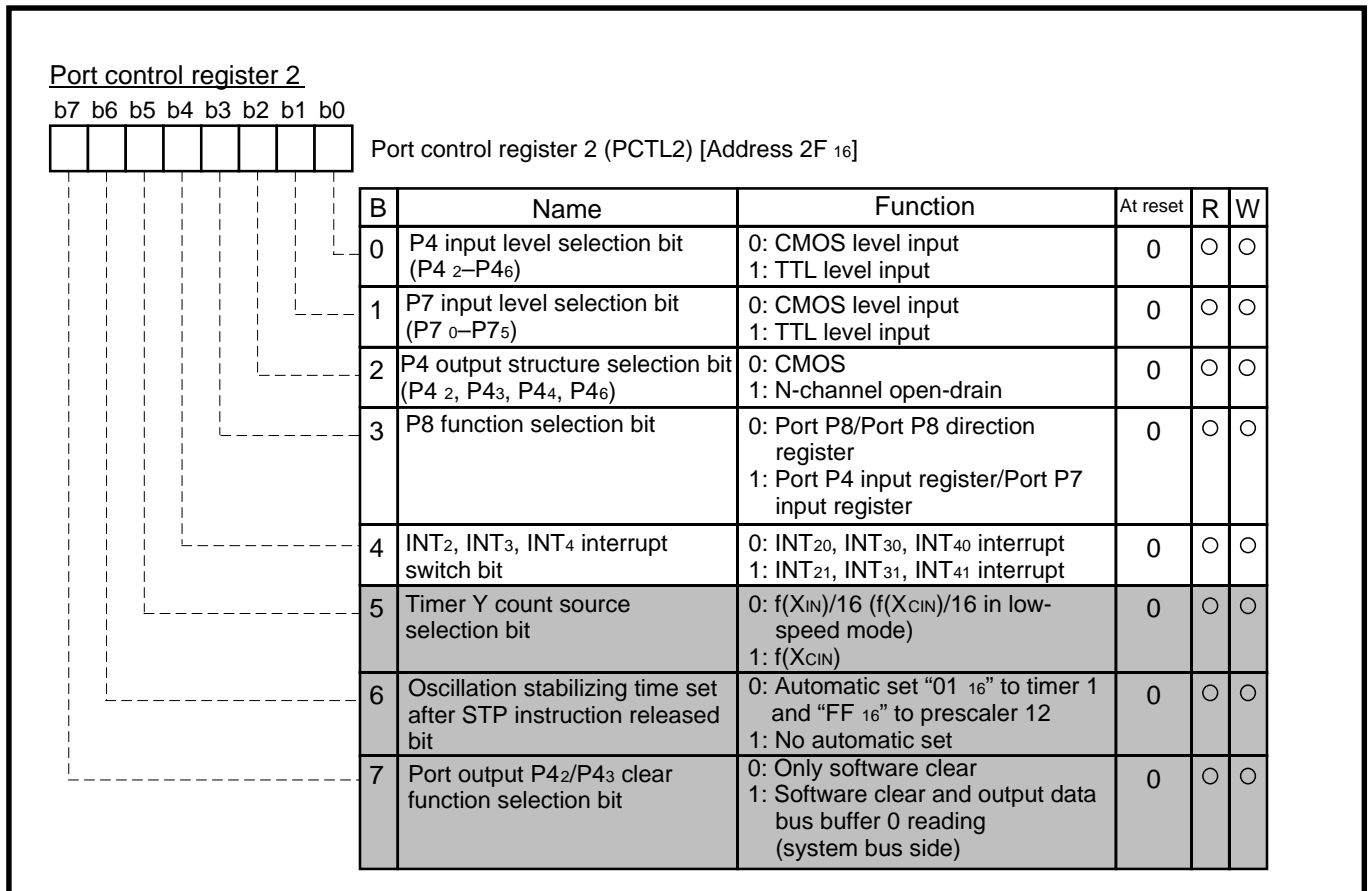 Port control register 2
b7 b6 b5 b4 b3 b2 b1 b0
Port control register 2 (PCTL2) [Address 2F 16]
B Name Function At reset R W
0 P4 input level selection bit 0: CMOS level input 0 ○ ○
(P4 2–P46) 1: TTL level input
1 P7 input level selection bit 0: CMOS level input 0 ○ ○
(P7 0–P75) 1: TTL level input
2 P4 output structure selection bit 0: CMOS 0 ○ ○
(P4 2, P43, P44, P46) 1: N-channel open-drain
3 P8 function selection bit 0: Port P8/Port P8 direction 0 ○ ○
register
1: Port P4 input register/Port P7
input register
4 INT2, INT3, INT4 interrupt 0: INT20, INT30, INT40 interrupt 0 ○ ○
switch bit 1: INT21, INT31, INT41 interrupt
5 Timer Y count source 0: f(XIN)/16 (f(XCIN)/16 in low- 0 ○ ○
selection bit speed mode)
1: f(XCIN)
6 Oscillation stabilizing time set 0: Automatic set “01 16” to timer 1 0 ○ ○
after STP instruction released and “FF 16” to prescaler 12
bit 1: No automatic set
7 Port output P42/P43 clear 0: Only software clear 0 ○ ○
function selection bit 1: Software clear and output data
bus buffer 0 reading
(system bus side)